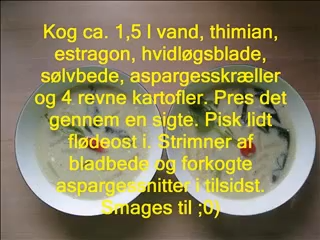 Kog ca. 1,5 l vand, thimian,
estragon, hvidløgsblade,
sølvbede, aspargesskræller
og 4 revne kartofler. Pres det
gennem en sigte. Pisk lidt
flødeost i. Strimner af
bladbede og forkogte
aspargessnitter i tilsidst.
Smages til ;0)